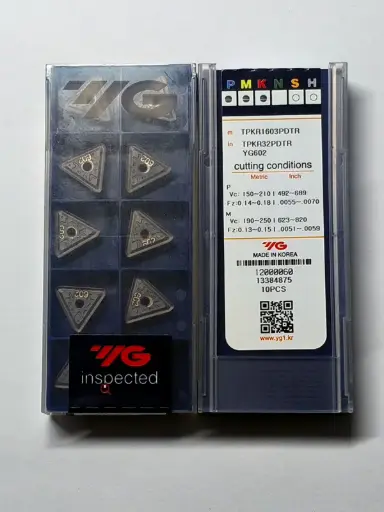 YG
YG
inspected
P M K N S H
m TPKR1603PDTR
in TPKR32PDTR
YG602
cutting conditions
Metric Inch
P
Vc: 150-210 | 492-689
Fz:0.14-0.18 | .0055-.0070
M
Vc: 190-250 | 623-820
Fz:0.13-0.15 | .0051-.0059
YG
MADE IN KOREA
12000060
13384875
10PCS
www.yg1.kr